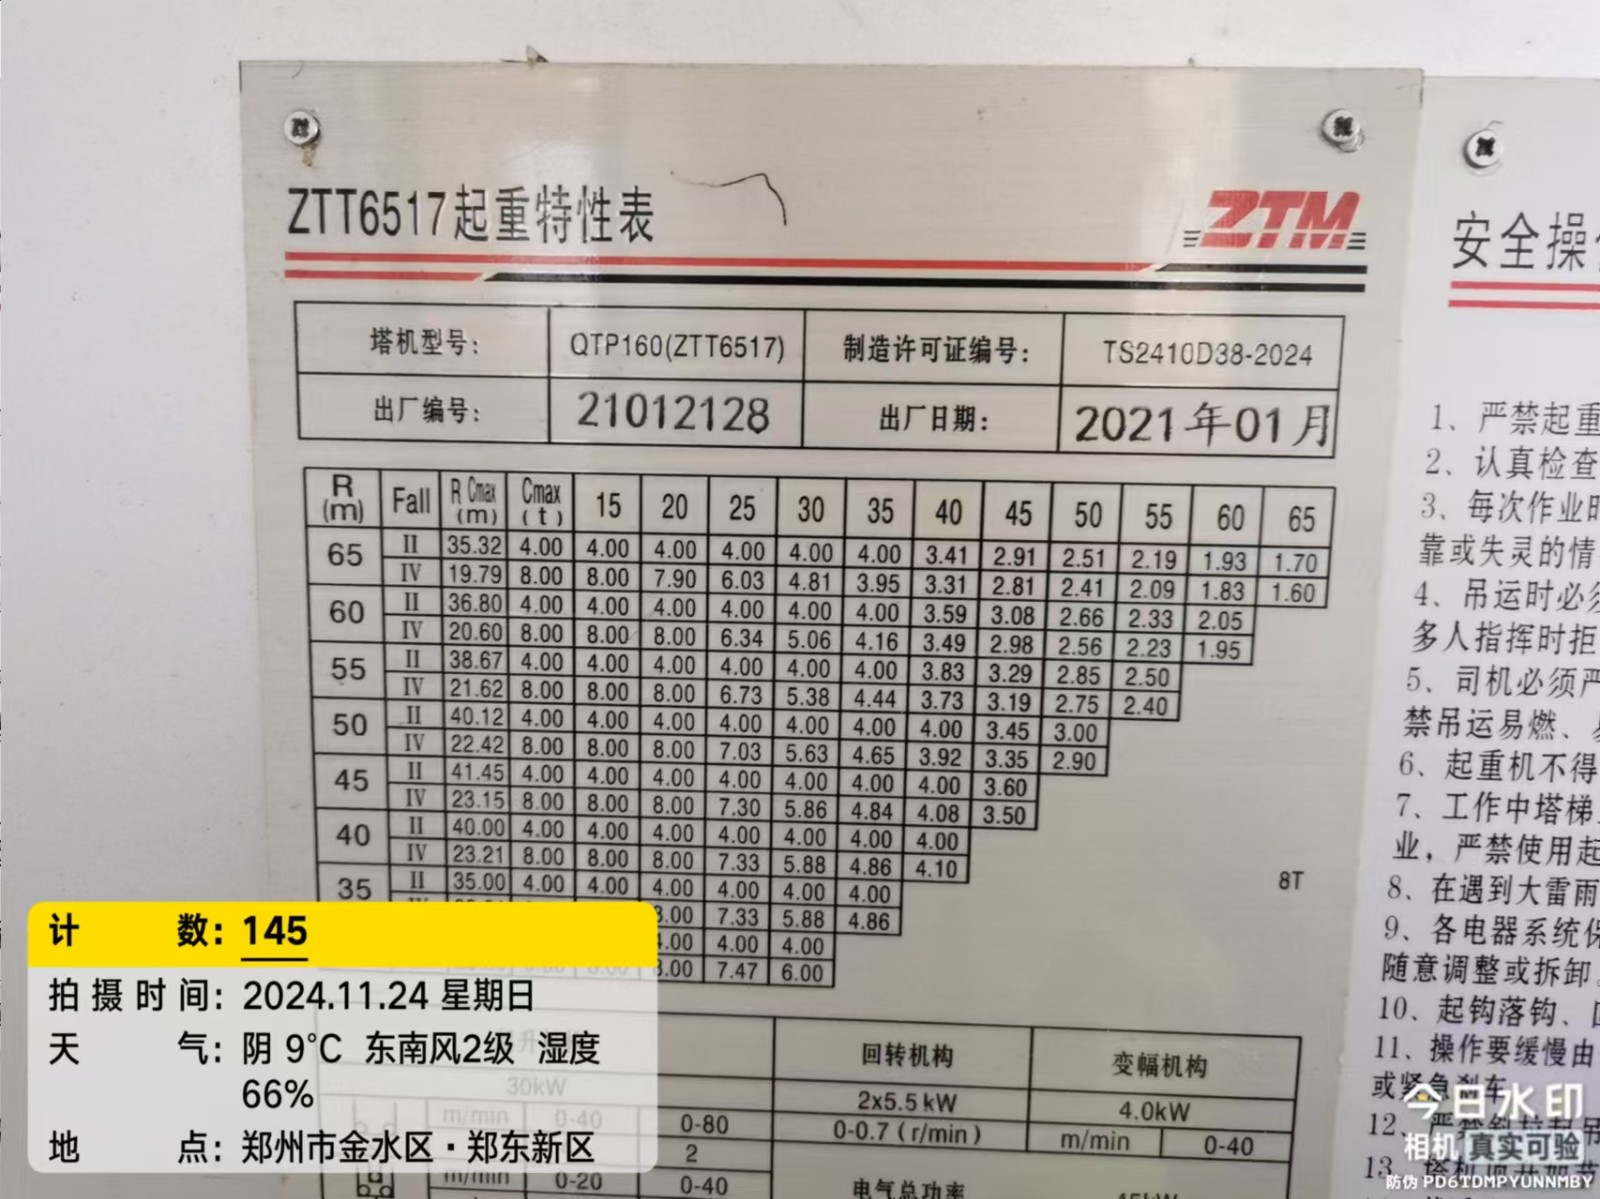 ZTT6517起重特性表
ZTM
塔机型号: QTP160(ZTT6517) 制造许可证编号: TS2410D38-2024
出厂编号: 21012128 出厂日期: 2021年01月
R(m) Fall R Cmax(m) Cmax(t) 15 20 25 30 35 40 45 50 55 60 65
65 II 35.32 4.00 4.00 4.00 4.00 4.00 4.00 3.41 2.91 2.51 2.19 1.93 1.70
IV 19.79 8.00 8.00 7.90 6.03 4.81 3.95 3.31 2.81 2.41 2.09 1.83 1.60
60 II 36.80 4.00 4.00 4.00 4.00 4.00 4.00 3.59 3.08 2.66 2.33 2.05
IV 20.60 8.00 8.00 8.00 6.34 5.06 4.16 3.49 2.98 2.56 2.23 1.95
55 II 38.67 4.00 4.00 4.00 4.00 4.00 4.00 3.83 3.29 2.85 2.50
IV 21.62 8.00 8.00 8.00 6.73 5.38 4.44 3.73 3.19 2.75 2.40
50 II 40.12 4.00 4.00 4.00 4.00 4.00 4.00 4.00 3.45 3.00
IV 22.42 8.00 8.00 8.00 7.03 5.63 4.65 3.92 3.35 2.90
45 II 41.45 4.00 4.00 4.00 4.00 4.00 4.00 4.00 3.60
IV 23.15 8.00 8.00 8.00 7.30 5.86 4.84 4.08 3.50
40 II 40.00 4.00 4.00 4.00 4.00 4.00 4.00 4.00
IV 23.21 8.00 8.00 8.00 7.33 5.88 4.86 4.10
35 II 35.00 4.00 4.00 4.00 4.00 4.00 4.00
8.00 7.33 5.88 4.86
4.00 4.00 4.00
8.00 7.47 6.00
8T
回转机构 变幅机构
30kW 2x5.5kW 4.0kW
m/min 0-40 0-80 0-0.7(r/min) m/min 0-40
2
m/min 0-20 0-40 电气总功率
安全操
1、严禁起重
2、认真检查
3、每次作业时
靠或失灵的情
4、吊运时必须
多人指挥时拒
5、司机必须严
禁吊运易燃、
6、起重机不得
7、工作中塔梯
业，严禁使用起
8、在遇到大雷雨
9、各电器系统保
随意调整或拆卸
10、起钩落钩、
11、操作要缓慢由
或紧急刹车
12、
13、
计数: 145
拍摄时间: 2024.11.24 星期日
天气: 阴 9℃ 东南风2级 湿度
66%
地点: 郑州市金水区·郑东新区
今日水印
相机 真实可验
防伪 PD6TDMPYUNNMBY